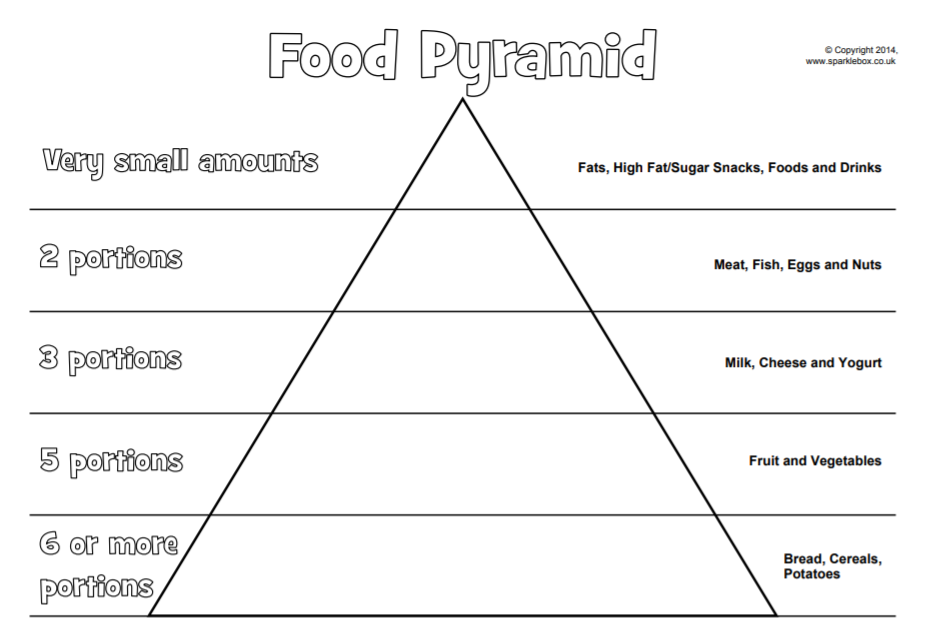 Food Pyramid
© Copyright 2014,
www.sparklebox.co.uk
Very small amounts
Fats, High Fat/Sugar Snacks, Foods and Drinks
2 portions
Meat, Fish, Eggs and Nuts
3 portions
Milk, Cheese and Yogurt
5 portions
Fruit and Vegetables
6 or more
portions
Bread, Cereals,
Potatoes